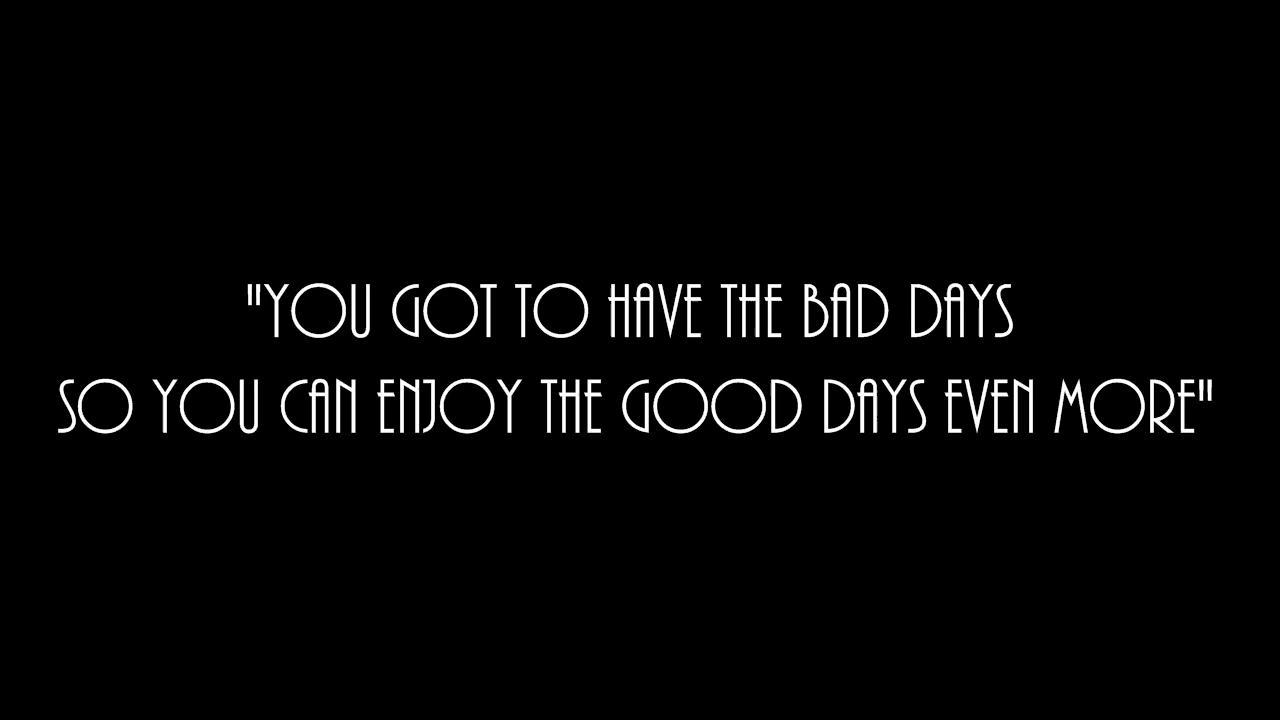 "YOU GOT TO HAVE THE BAD DAYS
SO YOU CAN ENJOY THE GOOD DAYS EVEN MORE"